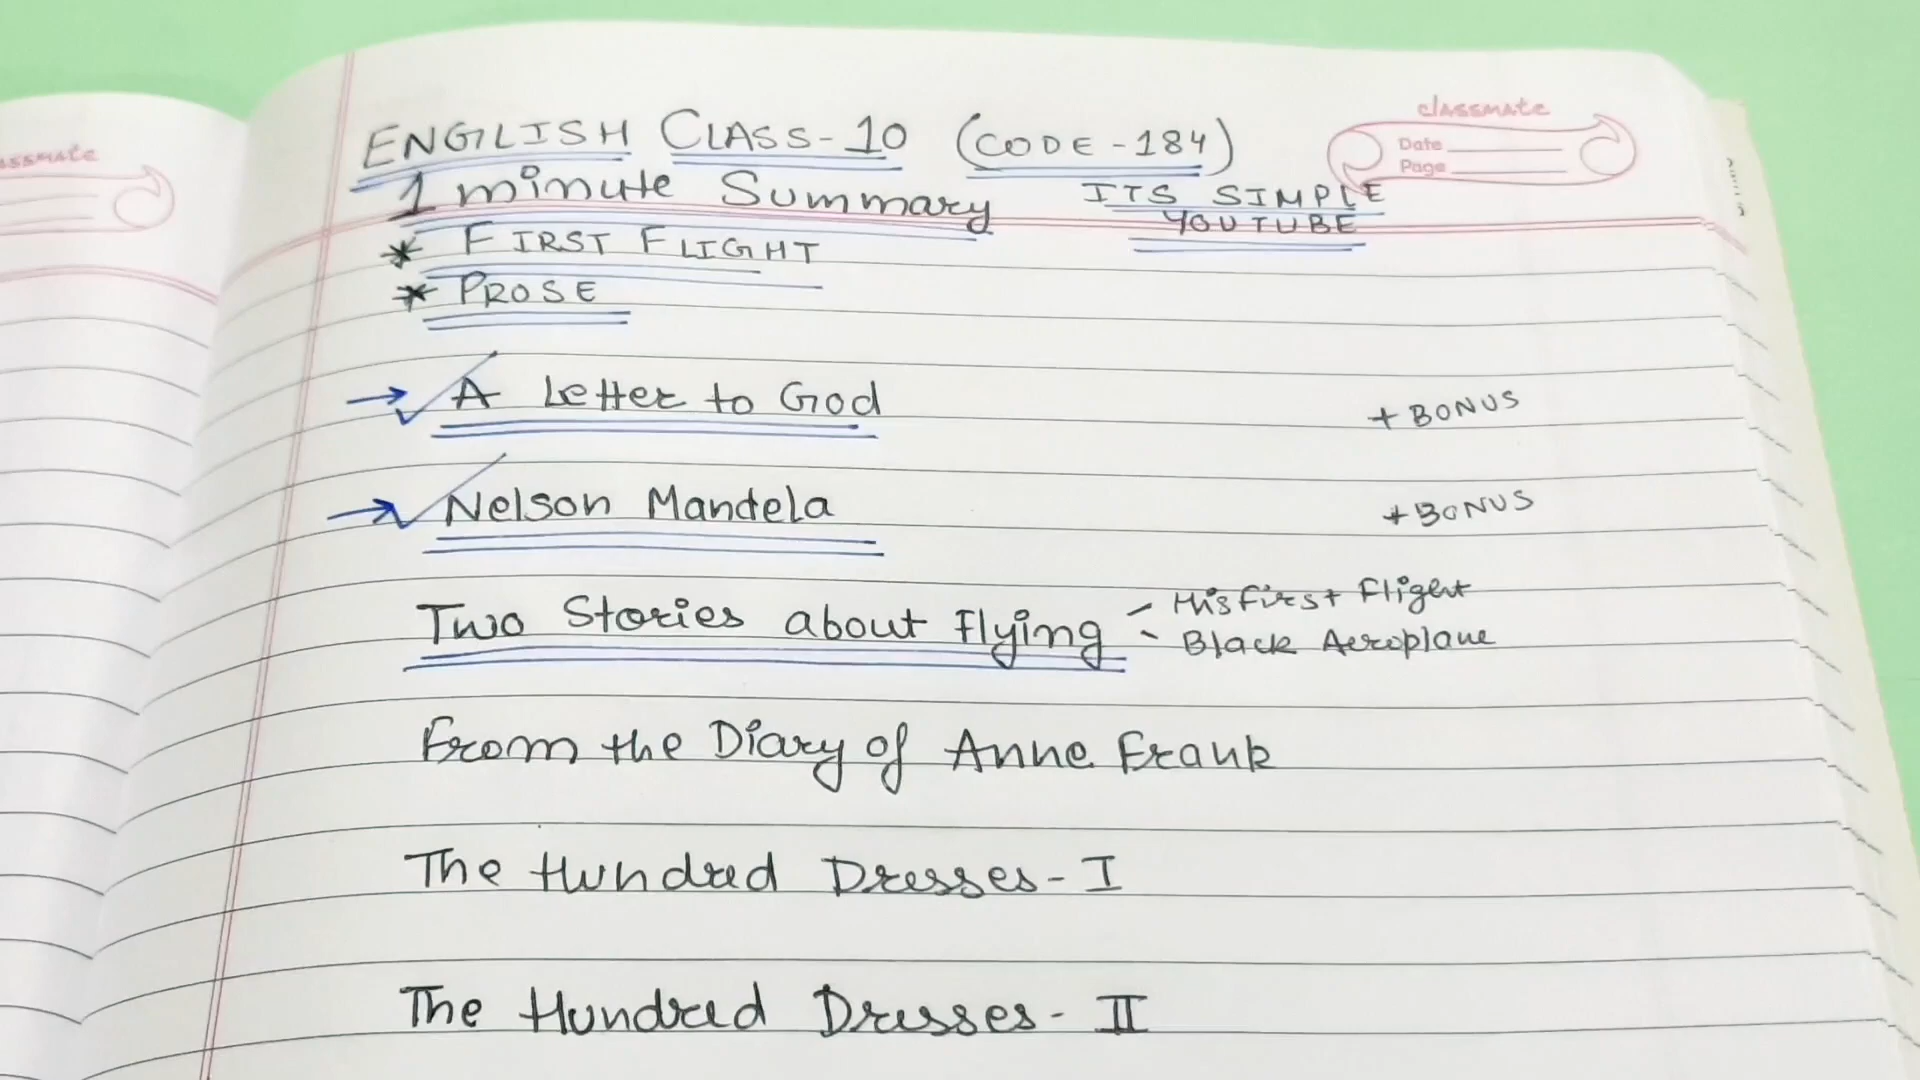 ENGLISH CLASS-10 (CODE-184)
classmate
Date
Page
assmate
1 minute Summary
ITS SIMPLE
YOUTUBE
* FIRST FLIGHT
* PROSE
→ ✓ A Letter to God + BONUS
→ ✓ Nelson Mandela + BONUS
Two Stories about Flying - His first Flight
- Black Aeroplane
From the Diary of Anne Frank
The Hundred Dresses - I
The Hundred Dresses - II